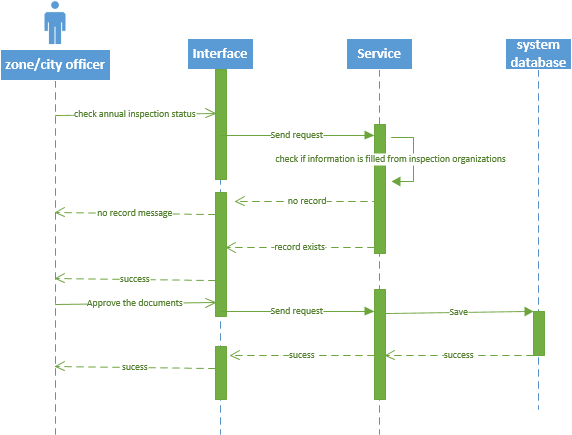 zone/city officer
Interface
Service
system
database
check annual inspection status
Send request
check if information is filled from inspection organizations
no record
no record message
record exists
success
Approve the documents
Send request
Save
success
sucess
sucess